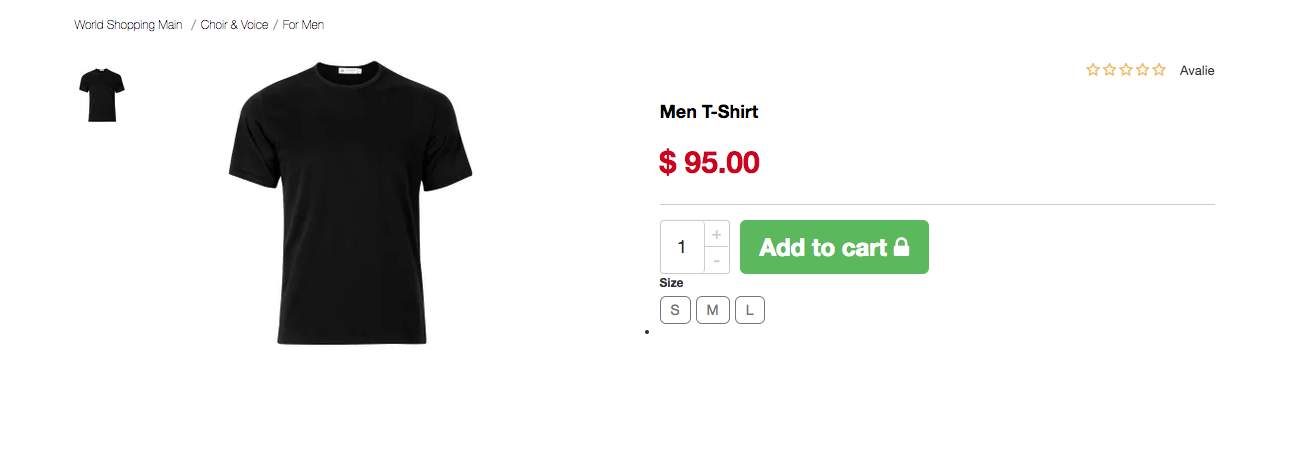 World Shopping Main / Choir & Voice / For Men
Avalie
Men T-Shirt
$ 95.00
1 + -
Add to cart
Size
S M L